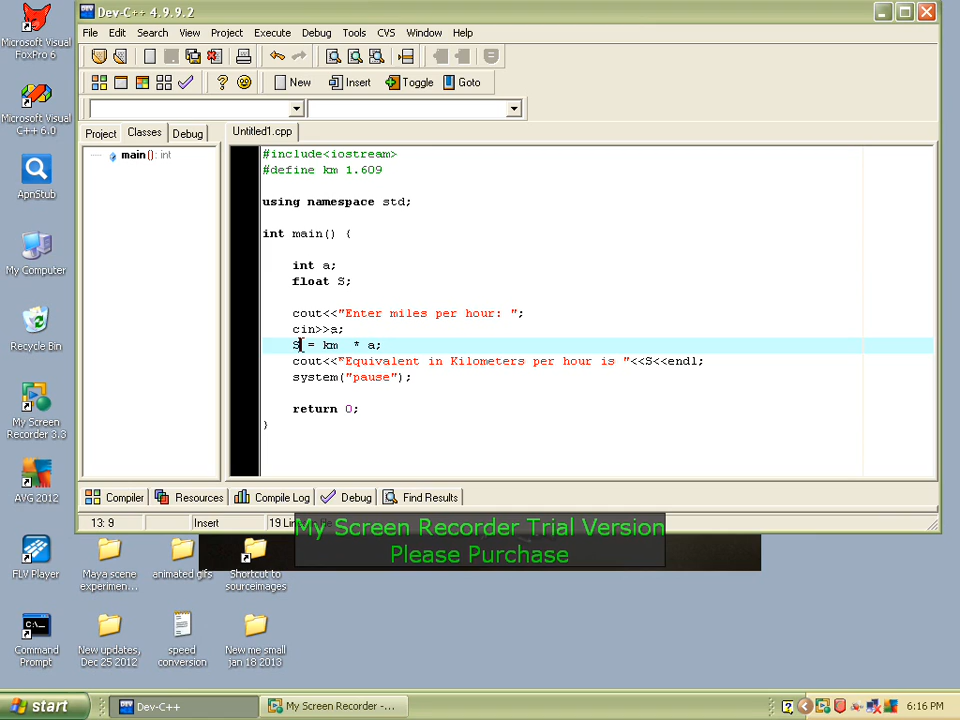 Dev-C++ 4.9.9.2
File Edit Search View Project Execute Debug Tools CVS Window Help
New Insert Toggle Goto
Project Classes Debug
Untitled1.cpp
main(): int
#include<iostream>
#define km 1.609
using namespace std;
int main() {
int a;
float S;
cout<<"Enter miles per hour: ";
cin>>a;
S = km  * a;
cout<<"Equivalent in Kilometers per hour is "<<S<<endl;
system("pause");
return 0;
}
Compiler Resources Compile Log Debug Find Results
13: 9 Insert 19 Lines
My Screen Recorder Trial Version
Please Purchase
Microsoft Visual
FoxPro 6
Microsoft Visual
C++ 6.0
ApnStub
My Computer
Recycle Bin
My Screen
Recorder 3.3
AVG 2012
FLV Player
Maya scene
experimen...
animated gifs
Shortcut to
sourceimages
Command
Prompt
New updates,
Dec 25 2012
speed
conversion
New me small
jan 18 2013
start
Dev-C++
My Screen Recorder -...
6:16 PM